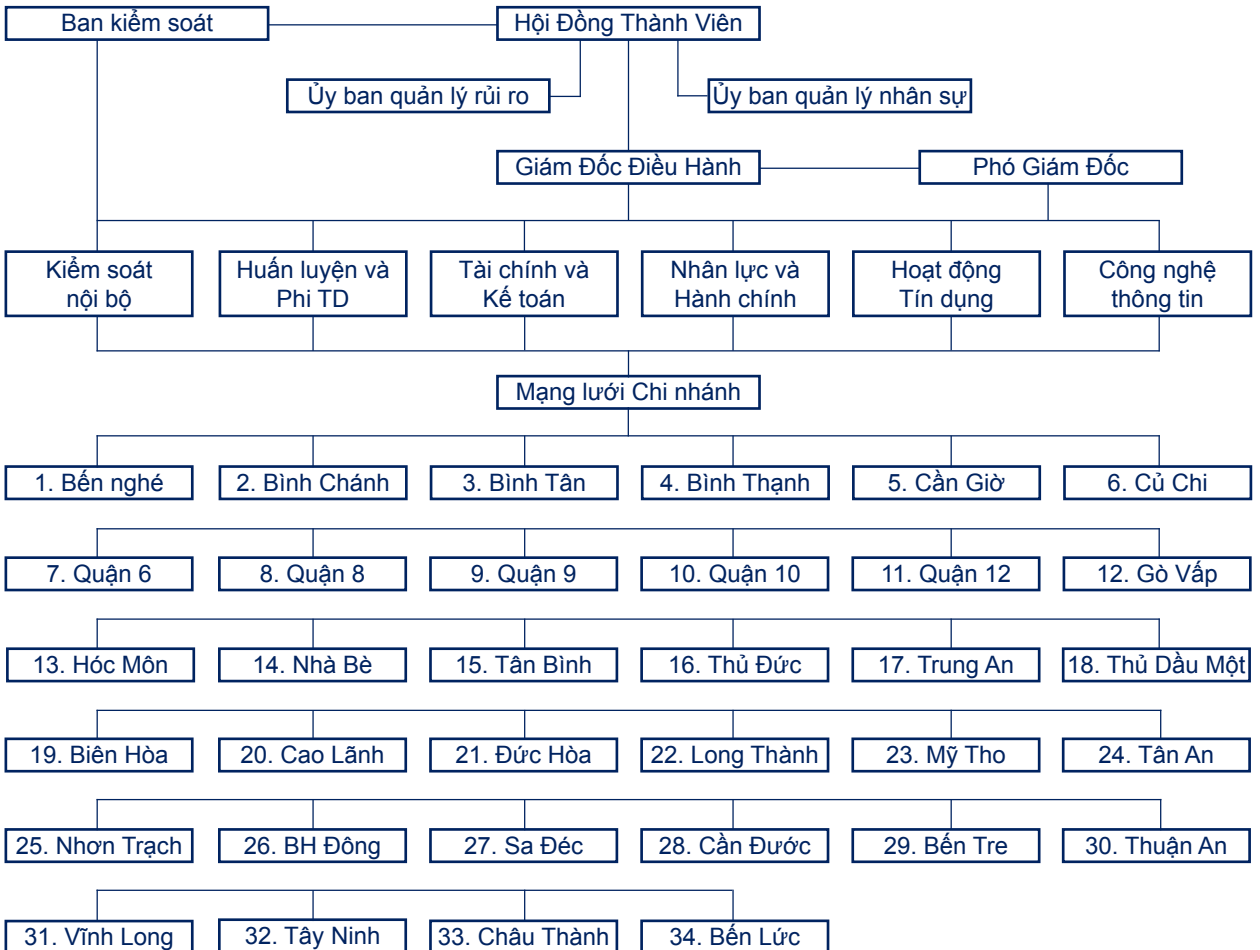 Ban kiểm soát
Hội Đồng Thành Viên
Ủy ban quản lý rủi ro
Ủy ban quản lý nhân sự
Giám Đốc Điều Hành
Phó Giám Đốc
Kiểm soát
nội bộ
Huấn luyện và
Phi TD
Tài chính và
Kế toán
Nhân lực và
Hành chính
Hoạt động
Tín dụng
Công nghệ
thông tin
Mạng lưới Chi nhánh
1. Bến nghé
2. Bình Chánh
3. Bình Tân
4. Bình Thạnh
5. Cần Giờ
6. Củ Chi
7. Quận 6
8. Quận 8
9. Quận 9
10. Quận 10
11. Quận 12
12. Gò Vấp
13. Hóc Môn
14. Nhà Bè
15. Tân Bình
16. Thủ Đức
17. Trung An
18. Thủ Dầu Một
19. Biên Hòa
20. Cao Lãnh
21. Đức Hòa
22. Long Thành
23. Mỹ Tho
24. Tân An
25. Nhơn Trạch
26. BH Đông
27. Sa Đéc
28. Cần Đước
29. Bến Tre
30. Thuận An
31. Vĩnh Long
32. Tây Ninh
33. Châu Thành
34. Bến Lức